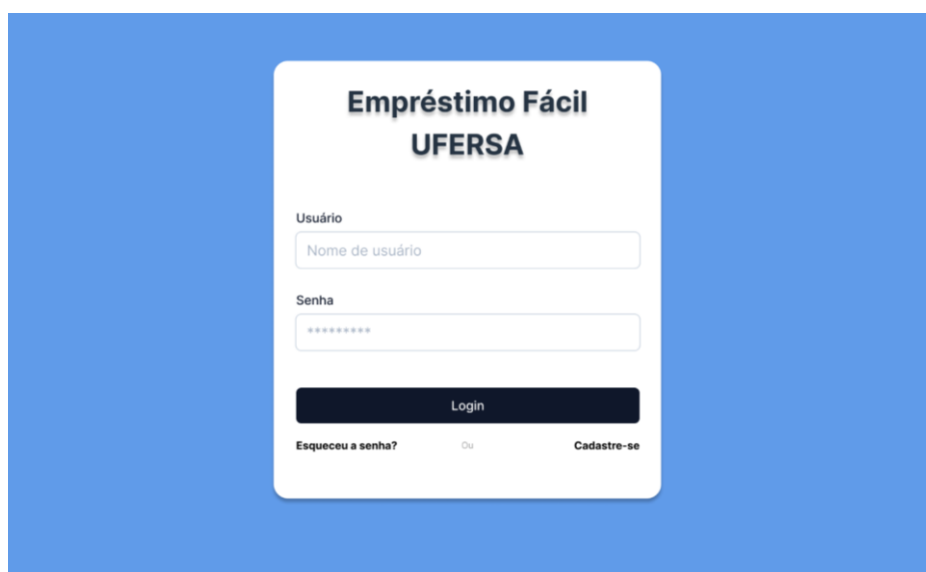 Empréstimo Fácil
UFERSA
Usuário
Nome de usuário
Senha
*********
Login
Esqueceu a senha? Ou Cadastre-se